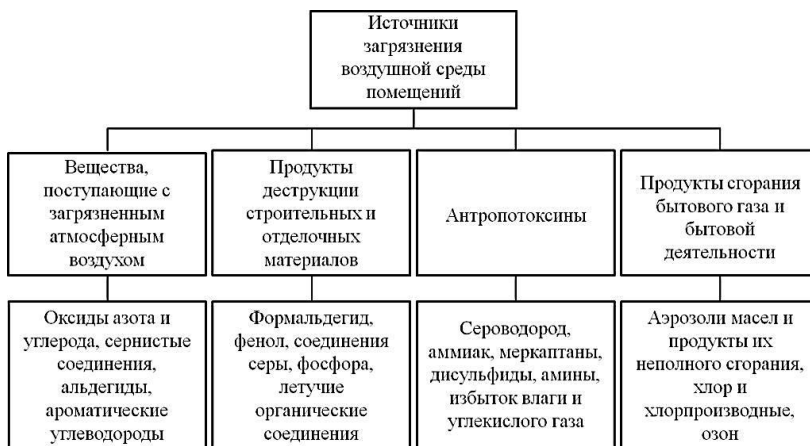 Источники
загрязнения
воздушной среды
помещений
Вещества,
поступающие с
загрязненным
атмосферным
воздухом
Продукты
деструкции
строительных и
отделочных
материалов
Антропотоксины
Продукты сгорания
бытового газа и
бытовой
деятельности
Оксиды азота и
углерода, сернистые
соединения,
альдегиды,
ароматические
углеводороды
Формальдегид,
фенол, соединения
серы, фосфора,
летучие
органические
соединения
Сероводород,
аммиак, меркаптаны,
дисульфиды, амины,
избыток влаги и
углекислого газа
Аэрозоли масел и
продукты их
неполного сгорания,
хлор и
хлорпроизводные,
озон